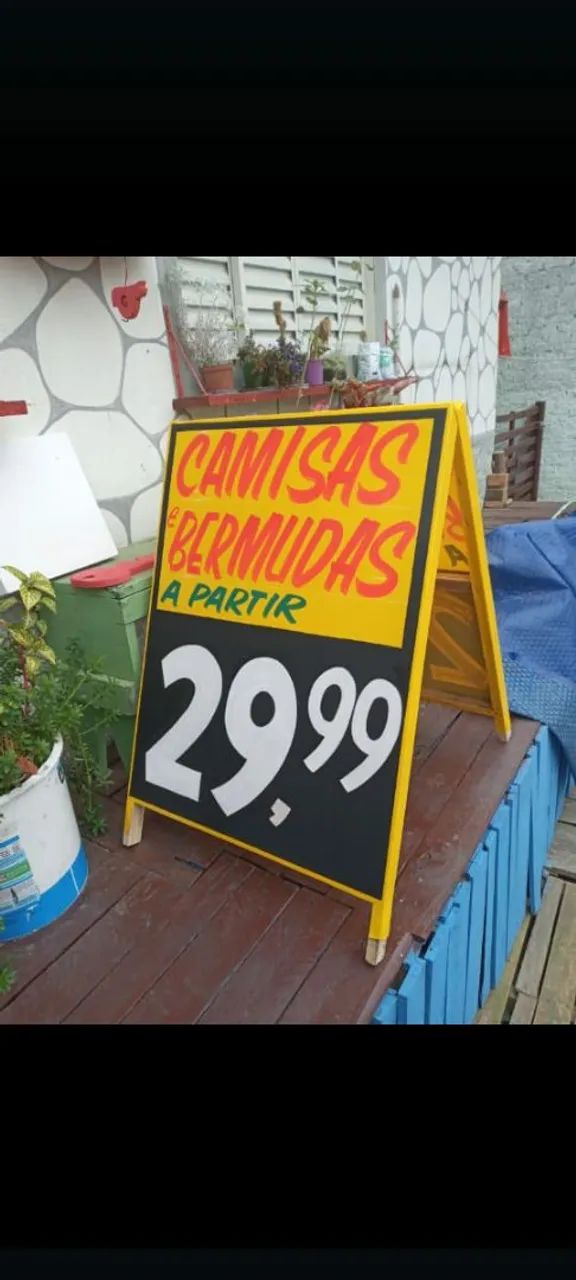 CAMISAS
e BERMUDAS
A PARTIR
29,99